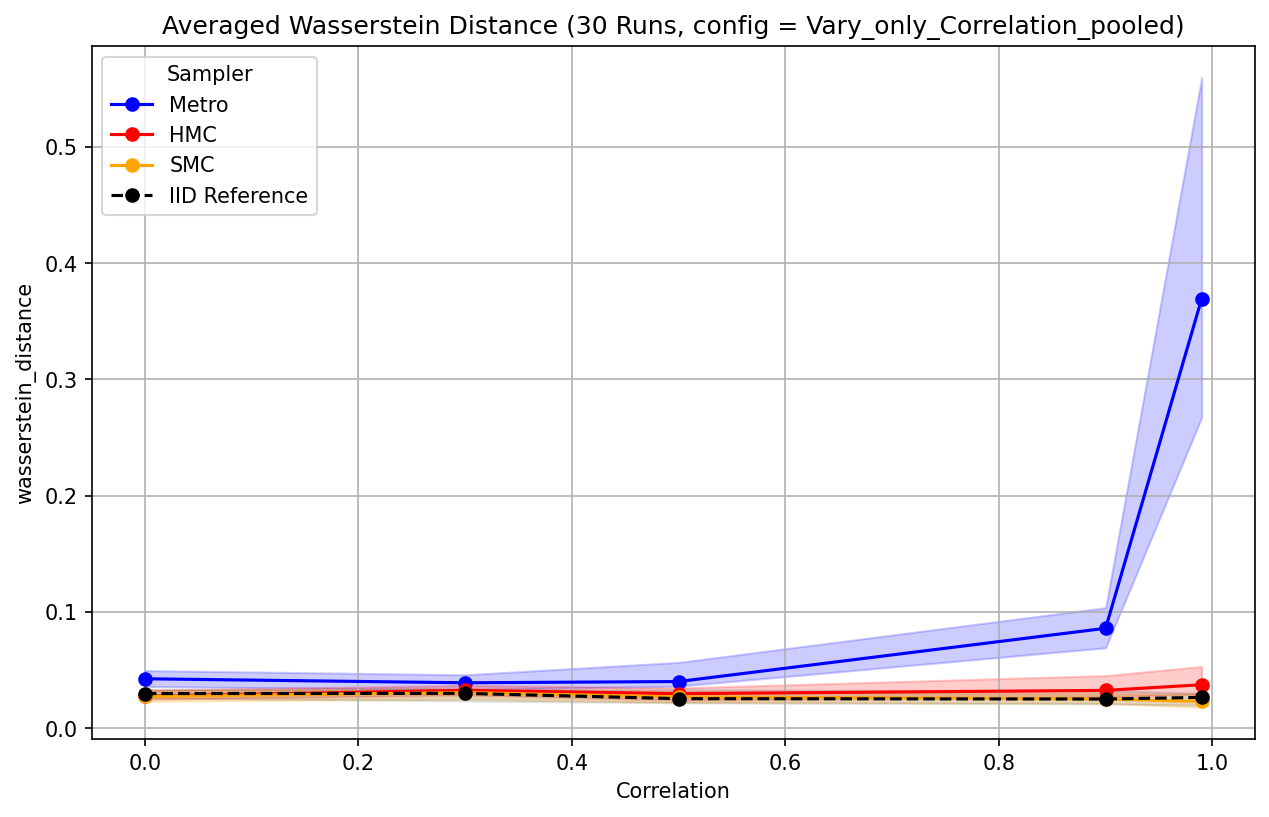 Averaged Wasserstein Distance (30 Runs, config = Vary_only_Correlation_pooled)
Sampler
Metro
HMC
SMC
IID Reference
wasserstein_distance
0.5
0.4
0.3
0.2
0.1
0.0
0.0 0.2 0.4 0.6 0.8 1.0
Correlation